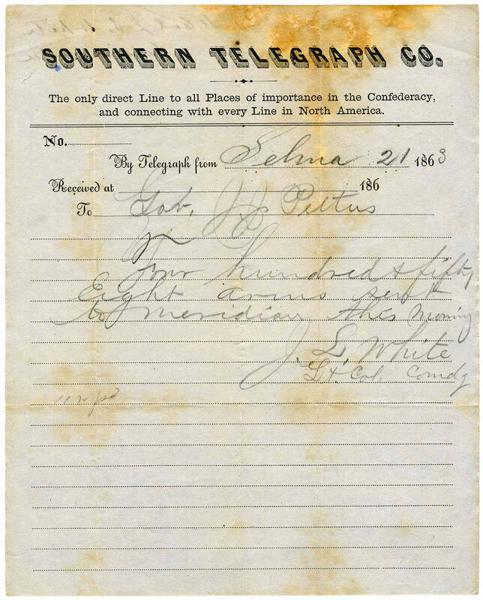 SOUTHERN TELEGRAPH CO.
The only direct Line to all Places of importance in the Confederacy,
and connecting with every Line in North America.
No.
By Telegraph from Selma 21 1863
Received at 186
To Gov. J J Pettus
Four hundred & fifty
Eight arms sent
to meridian this morning
J. L. White
Lt. Col. Comdg